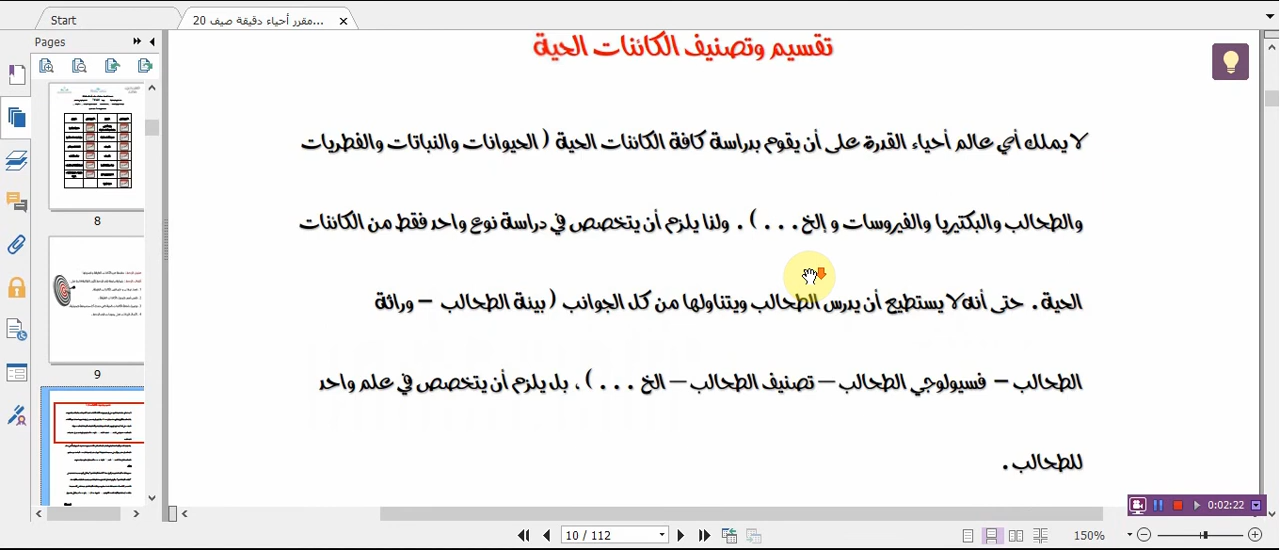 Start
مقرر أحياء دقيقة صيف 20...
Pages
تقسيم وتصنيف الكائنات الحية
لا يملك أي عالم أحياء القدرة على أن يقوم بدراسة كافة الكائنات الحية ( الحيوانات والنباتات والفطريات
والطحالب والبكتيريا والفيروسات و إلخ . . . ) . ولذا يلزم أن يتخصص في دراسة نوع واحد فقط من الكائنات
الحية . حتى أنه لا يستطيع أن يدرس الطحالب ويتناولها من كل الجوانب ( بيئة الطحالب – وراثة
الطحالب – فسيولوجي الطحالب – تصنيف الطحالب – الخ . . . ) ، بل يلزم أن يتخصص في علم واحد
للطحالب .
8
9
0:02:22
10 / 112
150%